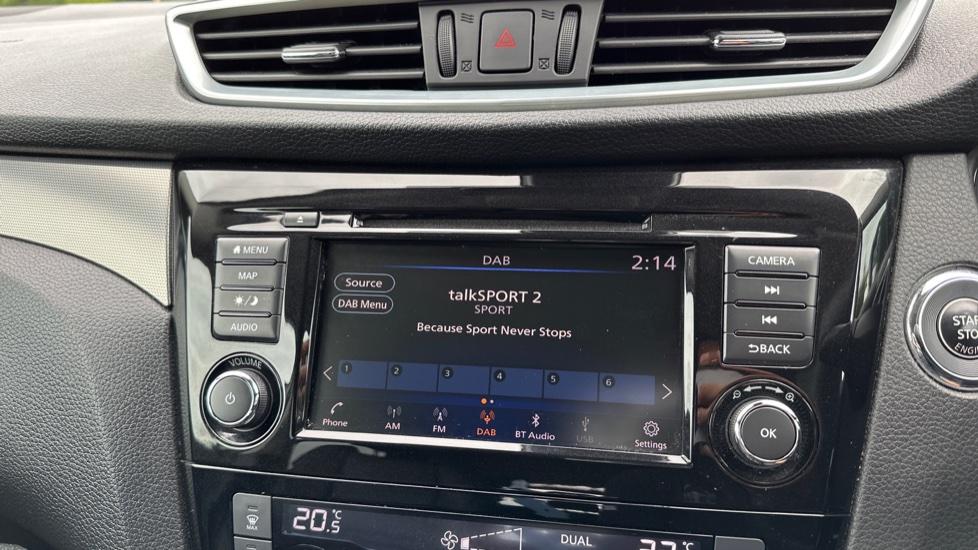 MENU
MAP
AUDIO
VOLUME
DAB
2:14
Source
DAB Menu
talkSPORT 2
SPORT
Because Sport Never Stops
1 2 3 4 5 6
Phone AM FM DAB BT Audio USB Settings
CAMERA
BACK
OK
MAX
20.5°C
DUAL
°C